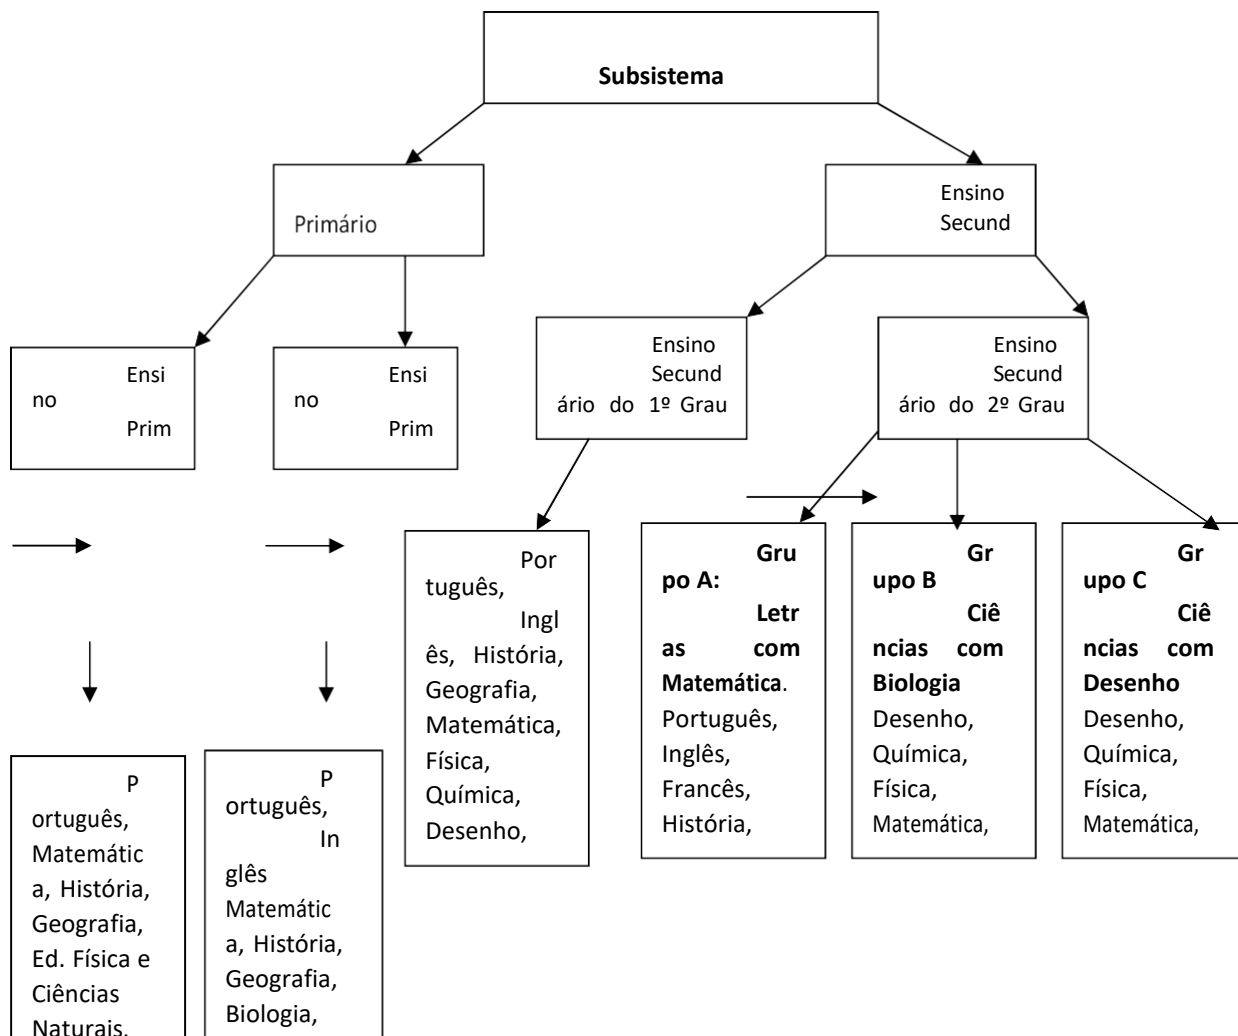 Subsistema
Primário
Ensino
Secund
Ensi
no
Prim
Ensi
no
Prim
Ensino
Secund
ário do 1º Grau
Ensino
Secund
ário do 2º Grau
Por
tuguês,
Ingl
ês, História,
Geografia,
Matemática,
Física,
Química,
Desenho,
Gru
po A:
Letr
as com
Matemática.
Português,
Inglês,
Francês,
História,
Gr
upo B
Ciê
ncias com
Biologia
Desenho,
Química,
Física,
Matemática,
Gr
upo C
Ciê
ncias com
Desenho
Desenho,
Química,
Física,
Matemática,
P
ortuguês,
Matemátic
a, História,
Geografia,
Ed. Física e
Ciências
Naturais.
P
ortuguês,
In
glês
Matemátic
a, História,
Geografia,
Biologia,